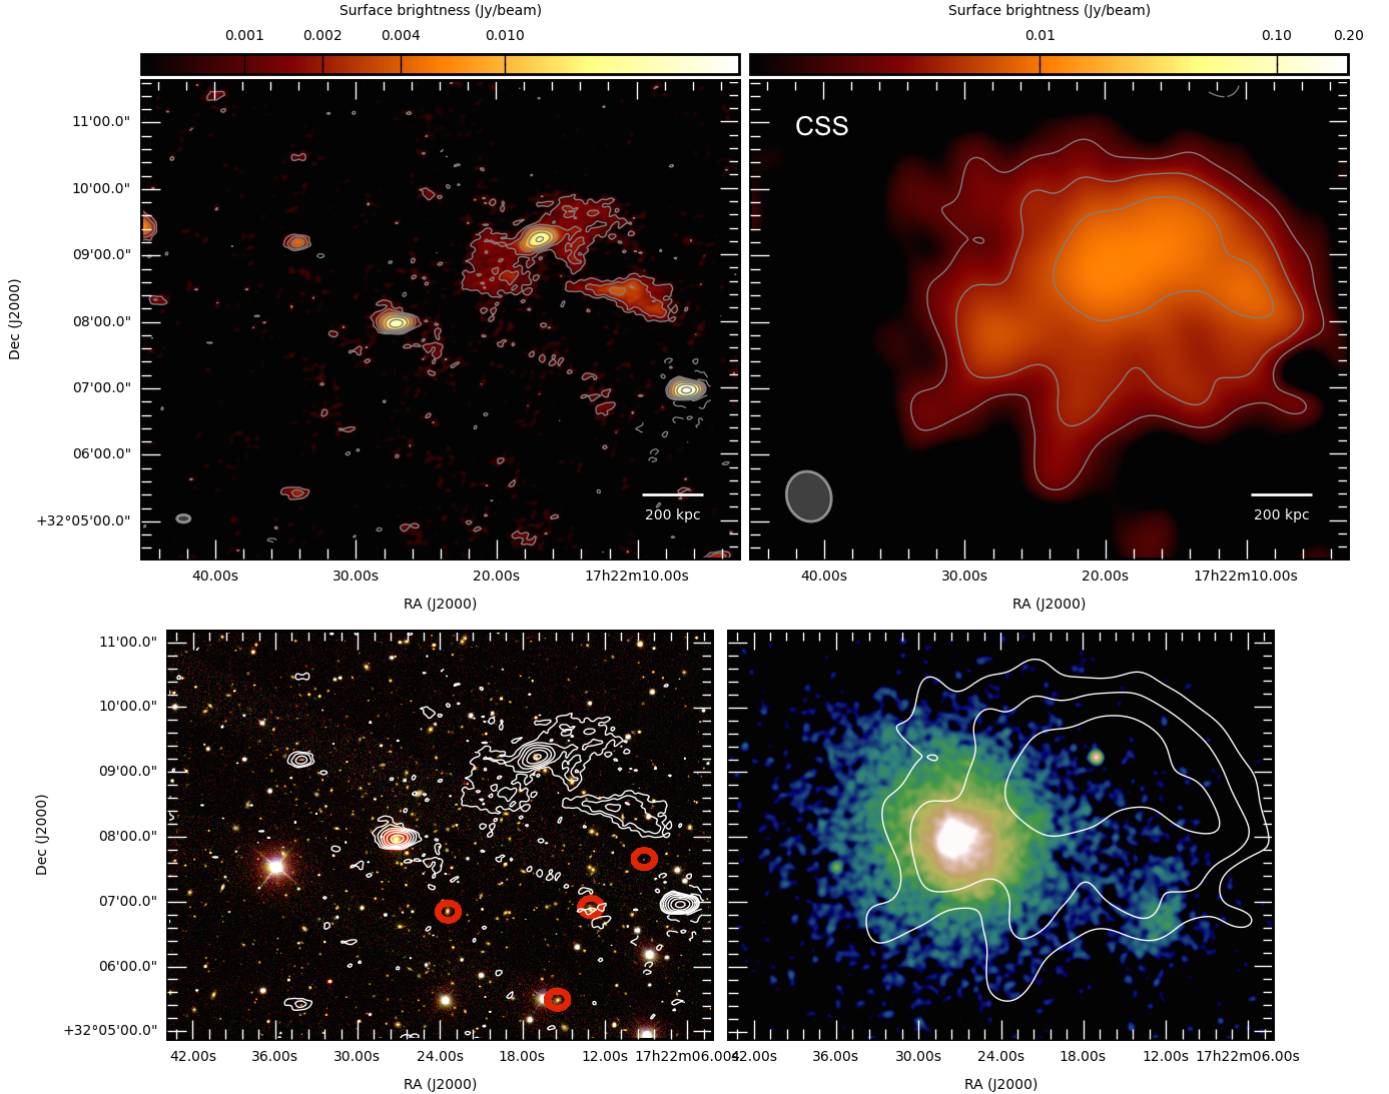 Surface brightness (Jy/beam) Surface brightness (Jy/beam)
0.001 0.002 0.004 0.010 0.01 0.10 0.20
CSS
11'00.0"
10'00.0"
09'00.0"
08'00.0"
07'00.0"
06'00.0"
+32°05'00.0"
Dec (J2000)
200 kpc 200 kpc
40.00s 30.00s 20.00s 17h22m10.00s 40.00s 30.00s 20.00s 17h22m10.00s
RA (J2000) RA (J2000)
11'00.0"
10'00.0"
09'00.0"
08'00.0"
07'00.0"
06'00.0"
+32°05'00.0"
Dec (J2000)
42.00s 36.00s 30.00s 24.00s 18.00s 12.00s 17h22m06.00s 42.00s 36.00s 30.00s 24.00s 18.00s 12.00s 17h22m06.00s
RA (J2000) RA (J2000)